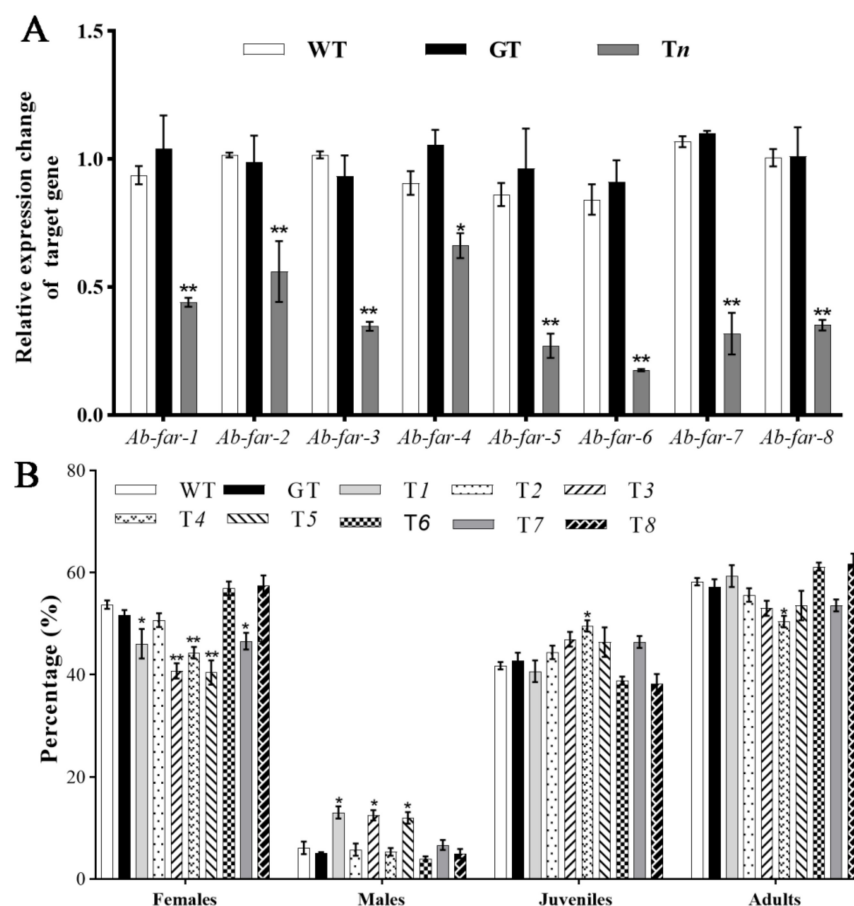 A
1.5
WT GT Tn
1.0
0.5
0.0
Relative expression change
of target gene
** ** ** * ** ** ** **
Ab-far-1 Ab-far-2 Ab-far-3 Ab-far-4 Ab-far-5 Ab-far-6 Ab-far-7 Ab-far-8
B
80
WT GT T1 T2 T3
T4 T5 T6 T7 T8
60
40
20
0
Percentage (%)
* ** ** ** *
* * *
*
*
Females Males Juveniles Adults